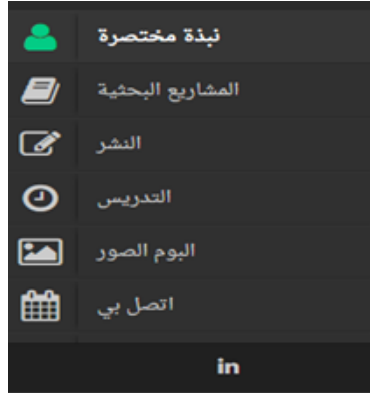 نبذة مختصرة
المشاريع البحثية
النشر
التدريس
البوم الصور
اتصل بي
in